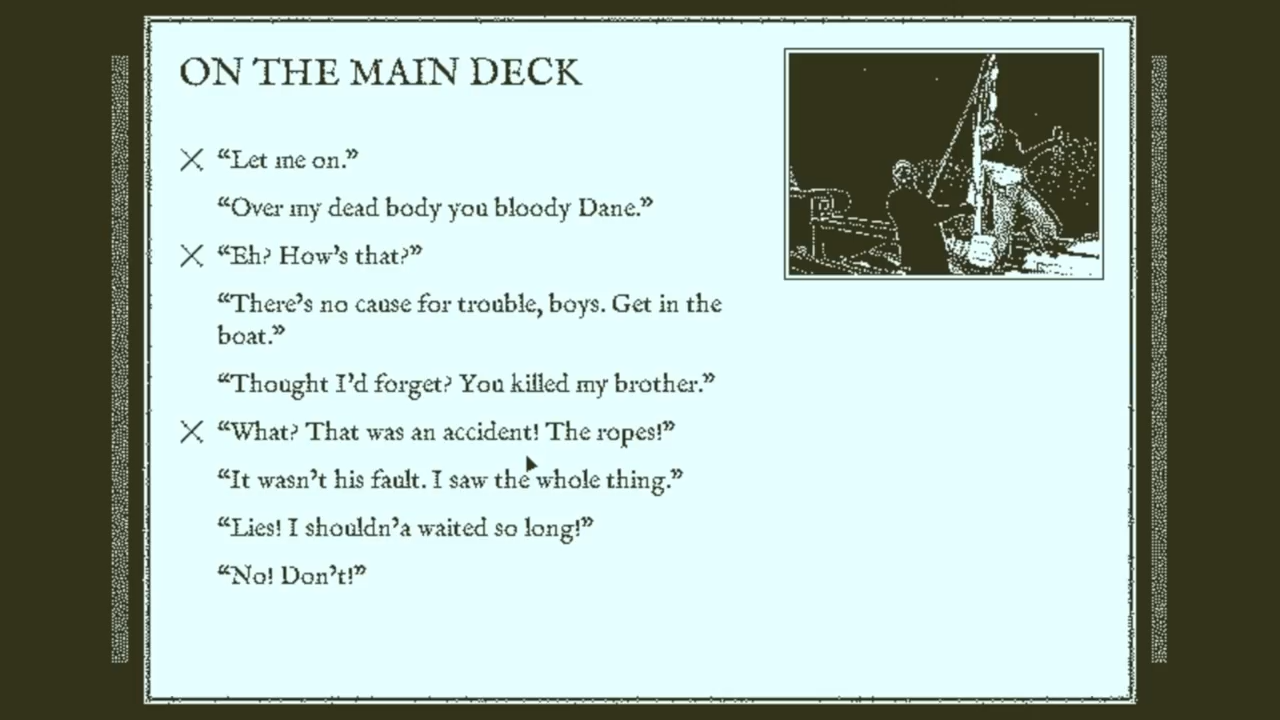 ON THE MAIN DECK
“Let me on.”
“Over my dead body you bloody Dane.”
“Eh? How’s that?”
“There’s no cause for trouble, boys. Get in the
boat.”
“Thought I’d forget? You killed my brother.”
“What? That was an accident! The ropes!”
“It wasn’t his fault. I saw the whole thing.”
“Lies! I shouldn’a waited so long!”
“No! Don’t!”